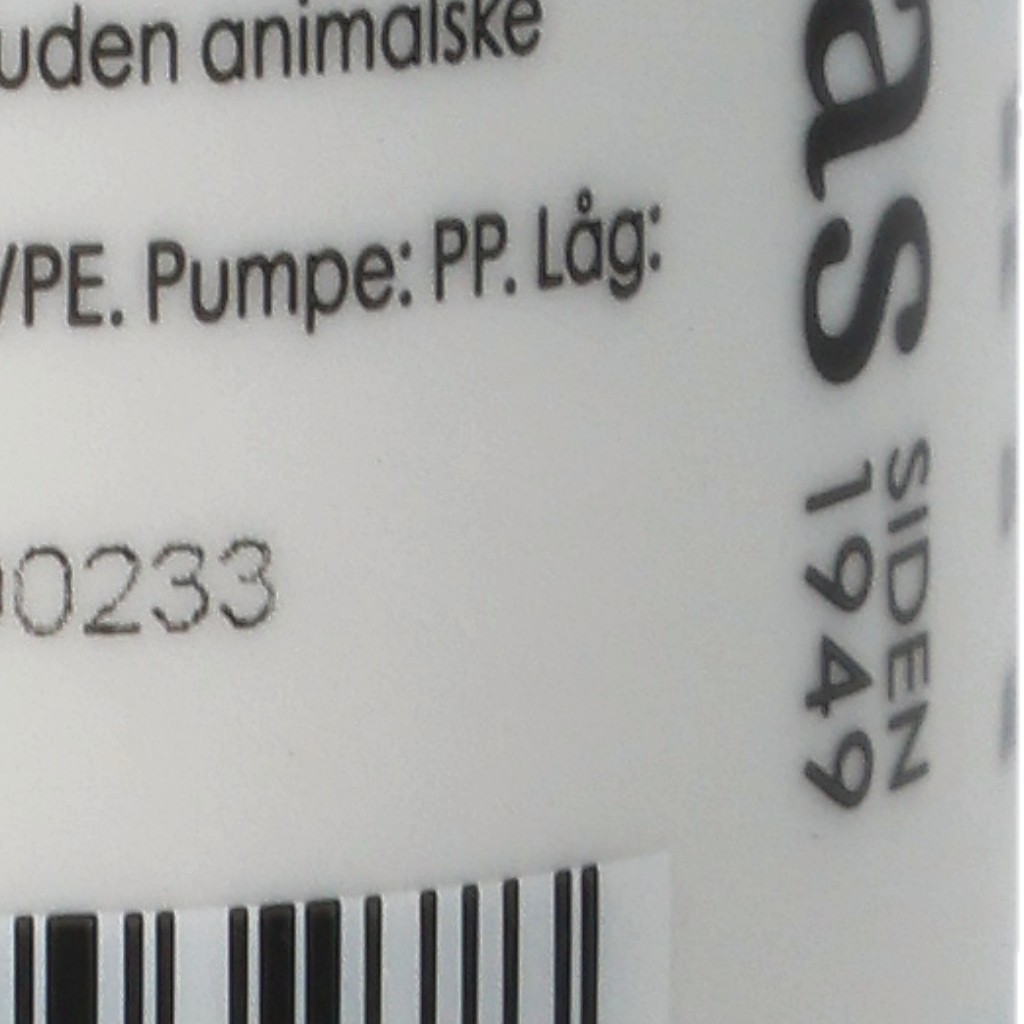 uden animalske
/PE. Pumpe: PP. Låg:
0233
as
SIDEN
1949